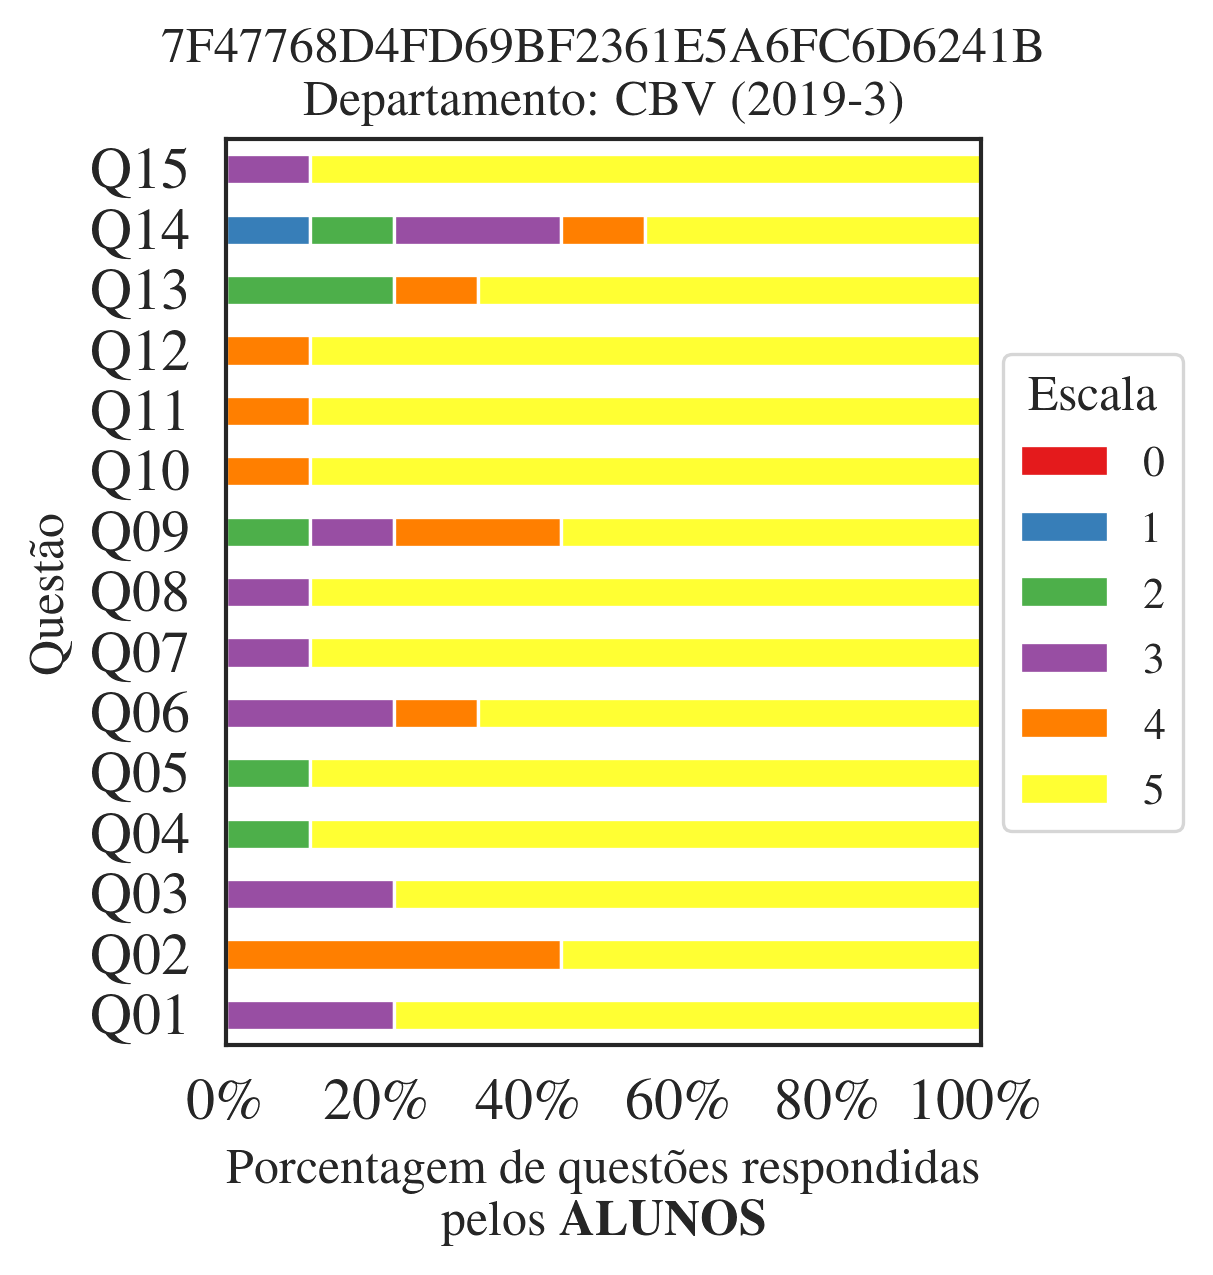 7F47768D4FD69BF2361E5A6FC6D6241B
Departamento: CBV (2019-3)
Questão
Q15
Q14
Q13
Q12
Q11
Q10
Q09
Q08
Q07
Q06
Q05
Q04
Q03
Q02
Q01
0% 20% 40% 60% 80% 100%
Porcentagem de questões respondidas
pelos ALUNOS
Escala
0
1
2
3
4
5